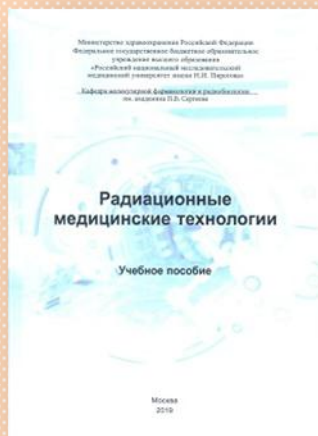 Министерство здравоохранения Российской Федерации
Федеральное государственное бюджетное образовательное
учреждение высшего образования
«Российский национальный исследовательский
медицинский университет имени Н.И. Пирогова»
Кафедра молекулярной фармакологии и радиобиологии
им. академика П.В. Сергеева
Радиационные
медицинские технологии
Учебное пособие
Москва
2019